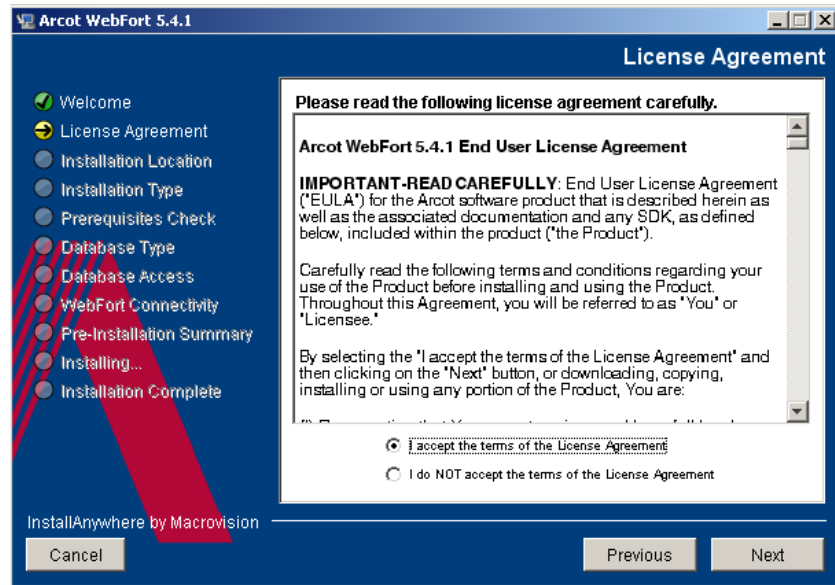 Arcot WebFort 5.4.1
License Agreement
Welcome
License Agreement
Installation Location
Installation Type
Prerequisites Check
Database Type
Database Access
WebFort Connectivity
Pre-Installation Summary
Installing...
Installation Complete
Please read the following license agreement carefully.
Arcot WebFort 5.4.1 End User License Agreement
IMPORTANT-READ CAREFULLY: End User License Agreement
("EULA") for the Arcot software product that is described herein as
well as the associated documentation and any SDK, as defined
below, included within the product ("the Product").
Carefully read the following terms and conditions regarding your
use of the Product before installing and using the Product.
Throughout this Agreement, you will be referred to as "You" or
"Licensee."
By selecting the "I accept the terms of the License Agreement" and
then clicking on the "Next" button, or downloading, copying,
installing or using any portion of the Product, You are:
I accept the terms of the License Agreement
I do NOT accept the terms of the License Agreement
InstallAnywhere by Macrovision
Cancel
Previous
Next